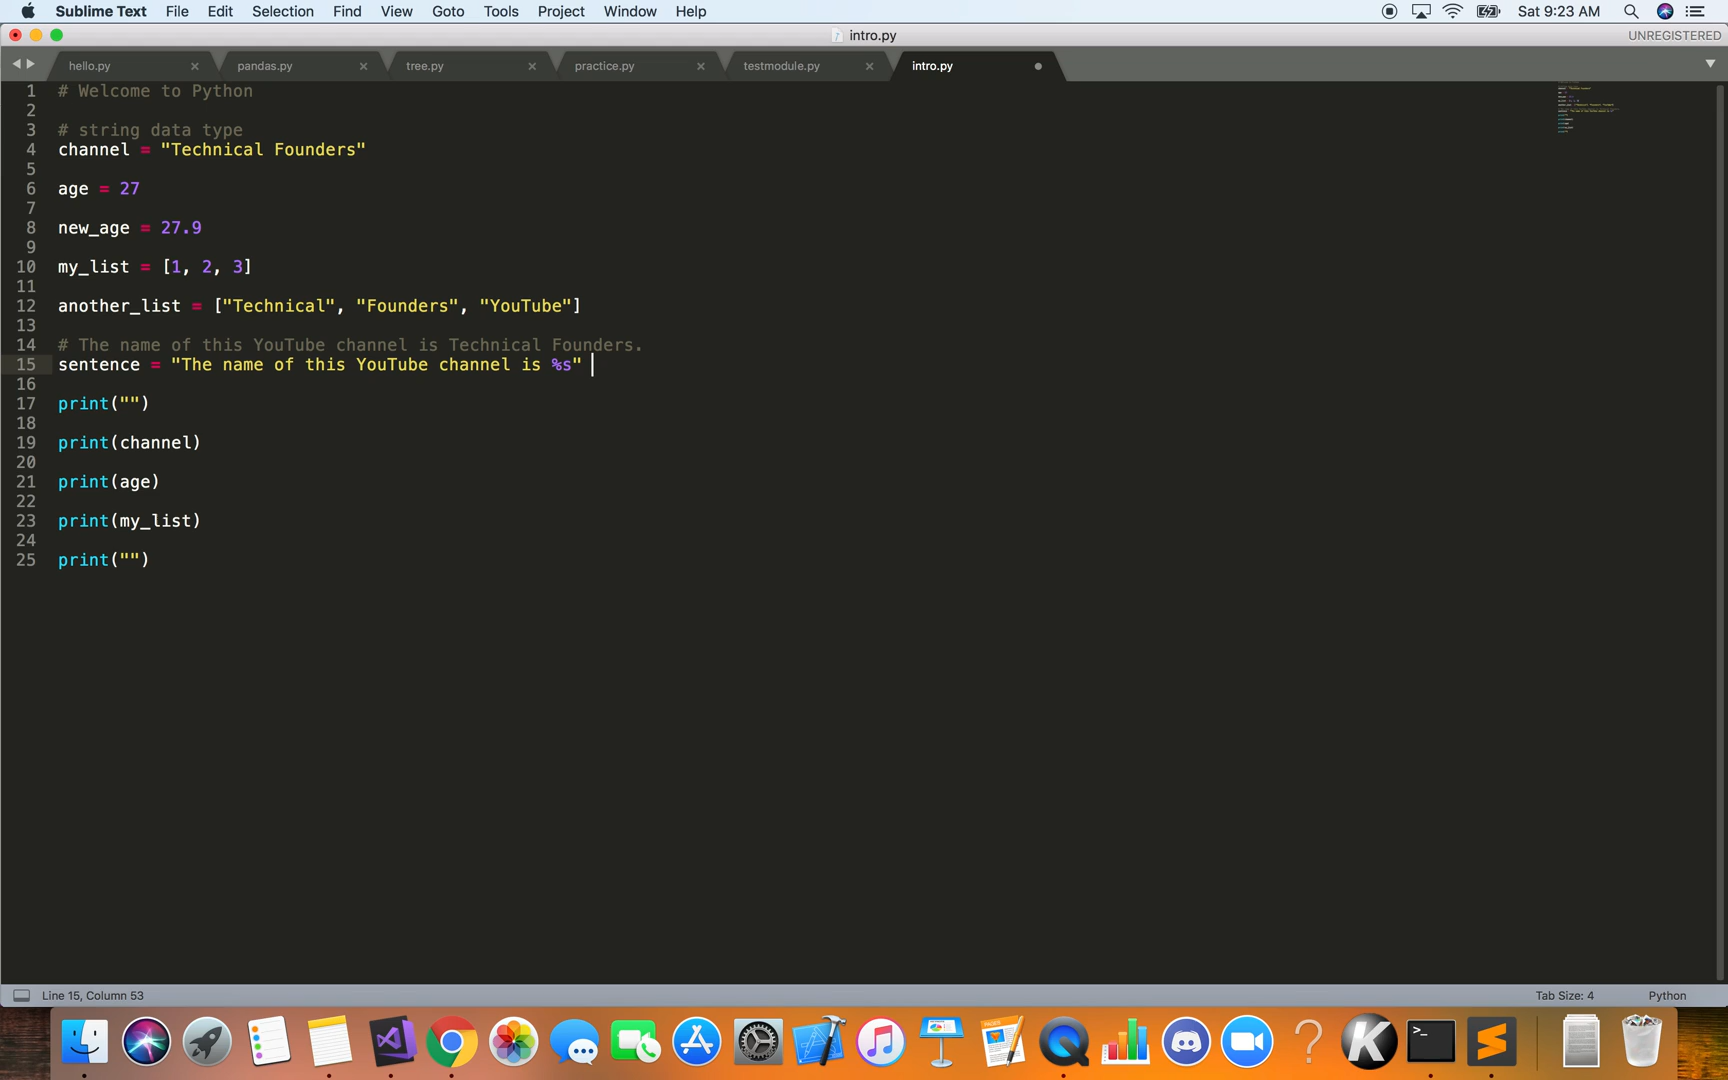 Sublime Text File Edit Selection Find View Goto Tools Project Window Help Sat 9:23 AM
intro.py UNREGISTERED
hello.py pandas.py tree.py practice.py testmodule.py intro.py
1 # Welcome to Python
2
3 # string data type
4 channel = "Technical Founders"
5
6 age = 27
7
8 new_age = 27.9
9
10 my_list = [1, 2, 3]
11
12 another_list = ["Technical", "Founders", "YouTube"]
13
14 # The name of this YouTube channel is Technical Founders.
15 sentence = "The name of this YouTube channel is %s"
16
17 print("")
18
19 print(channel)
20
21 print(age)
22
23 print(my_list)
24
25 print("")
Line 15, Column 53 Tab Size: 4 Python